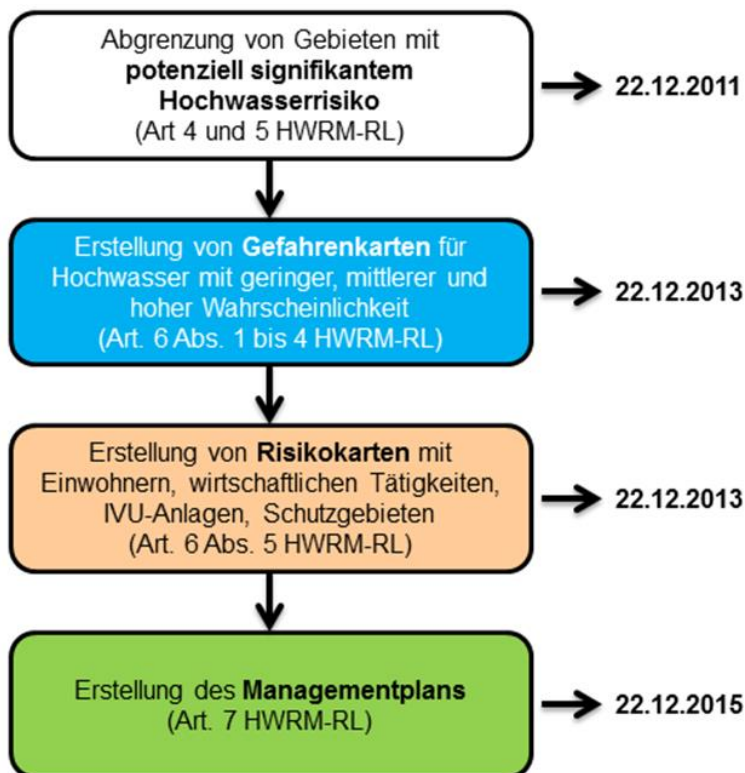 Abgrenzung von Gebieten mit
potenziell signifikantem
Hochwasserrisiko
(Art 4 und 5 HWRM-RL)
22.12.2011
Erstellung von Gefahrenkarten für
Hochwasser mit geringer, mittlerer und
hoher Wahrscheinlichkeit
(Art. 6 Abs. 1 bis 4 HWRM-RL)
22.12.2013
Erstellung von Risikokarten mit
Einwohnern, wirtschaftlichen Tätigkeiten,
IVU-Anlagen, Schutzgebieten
(Art. 6 Abs. 5 HWRM-RL)
22.12.2013
Erstellung des Managementplans
(Art. 7 HWRM-RL)
22.12.2015